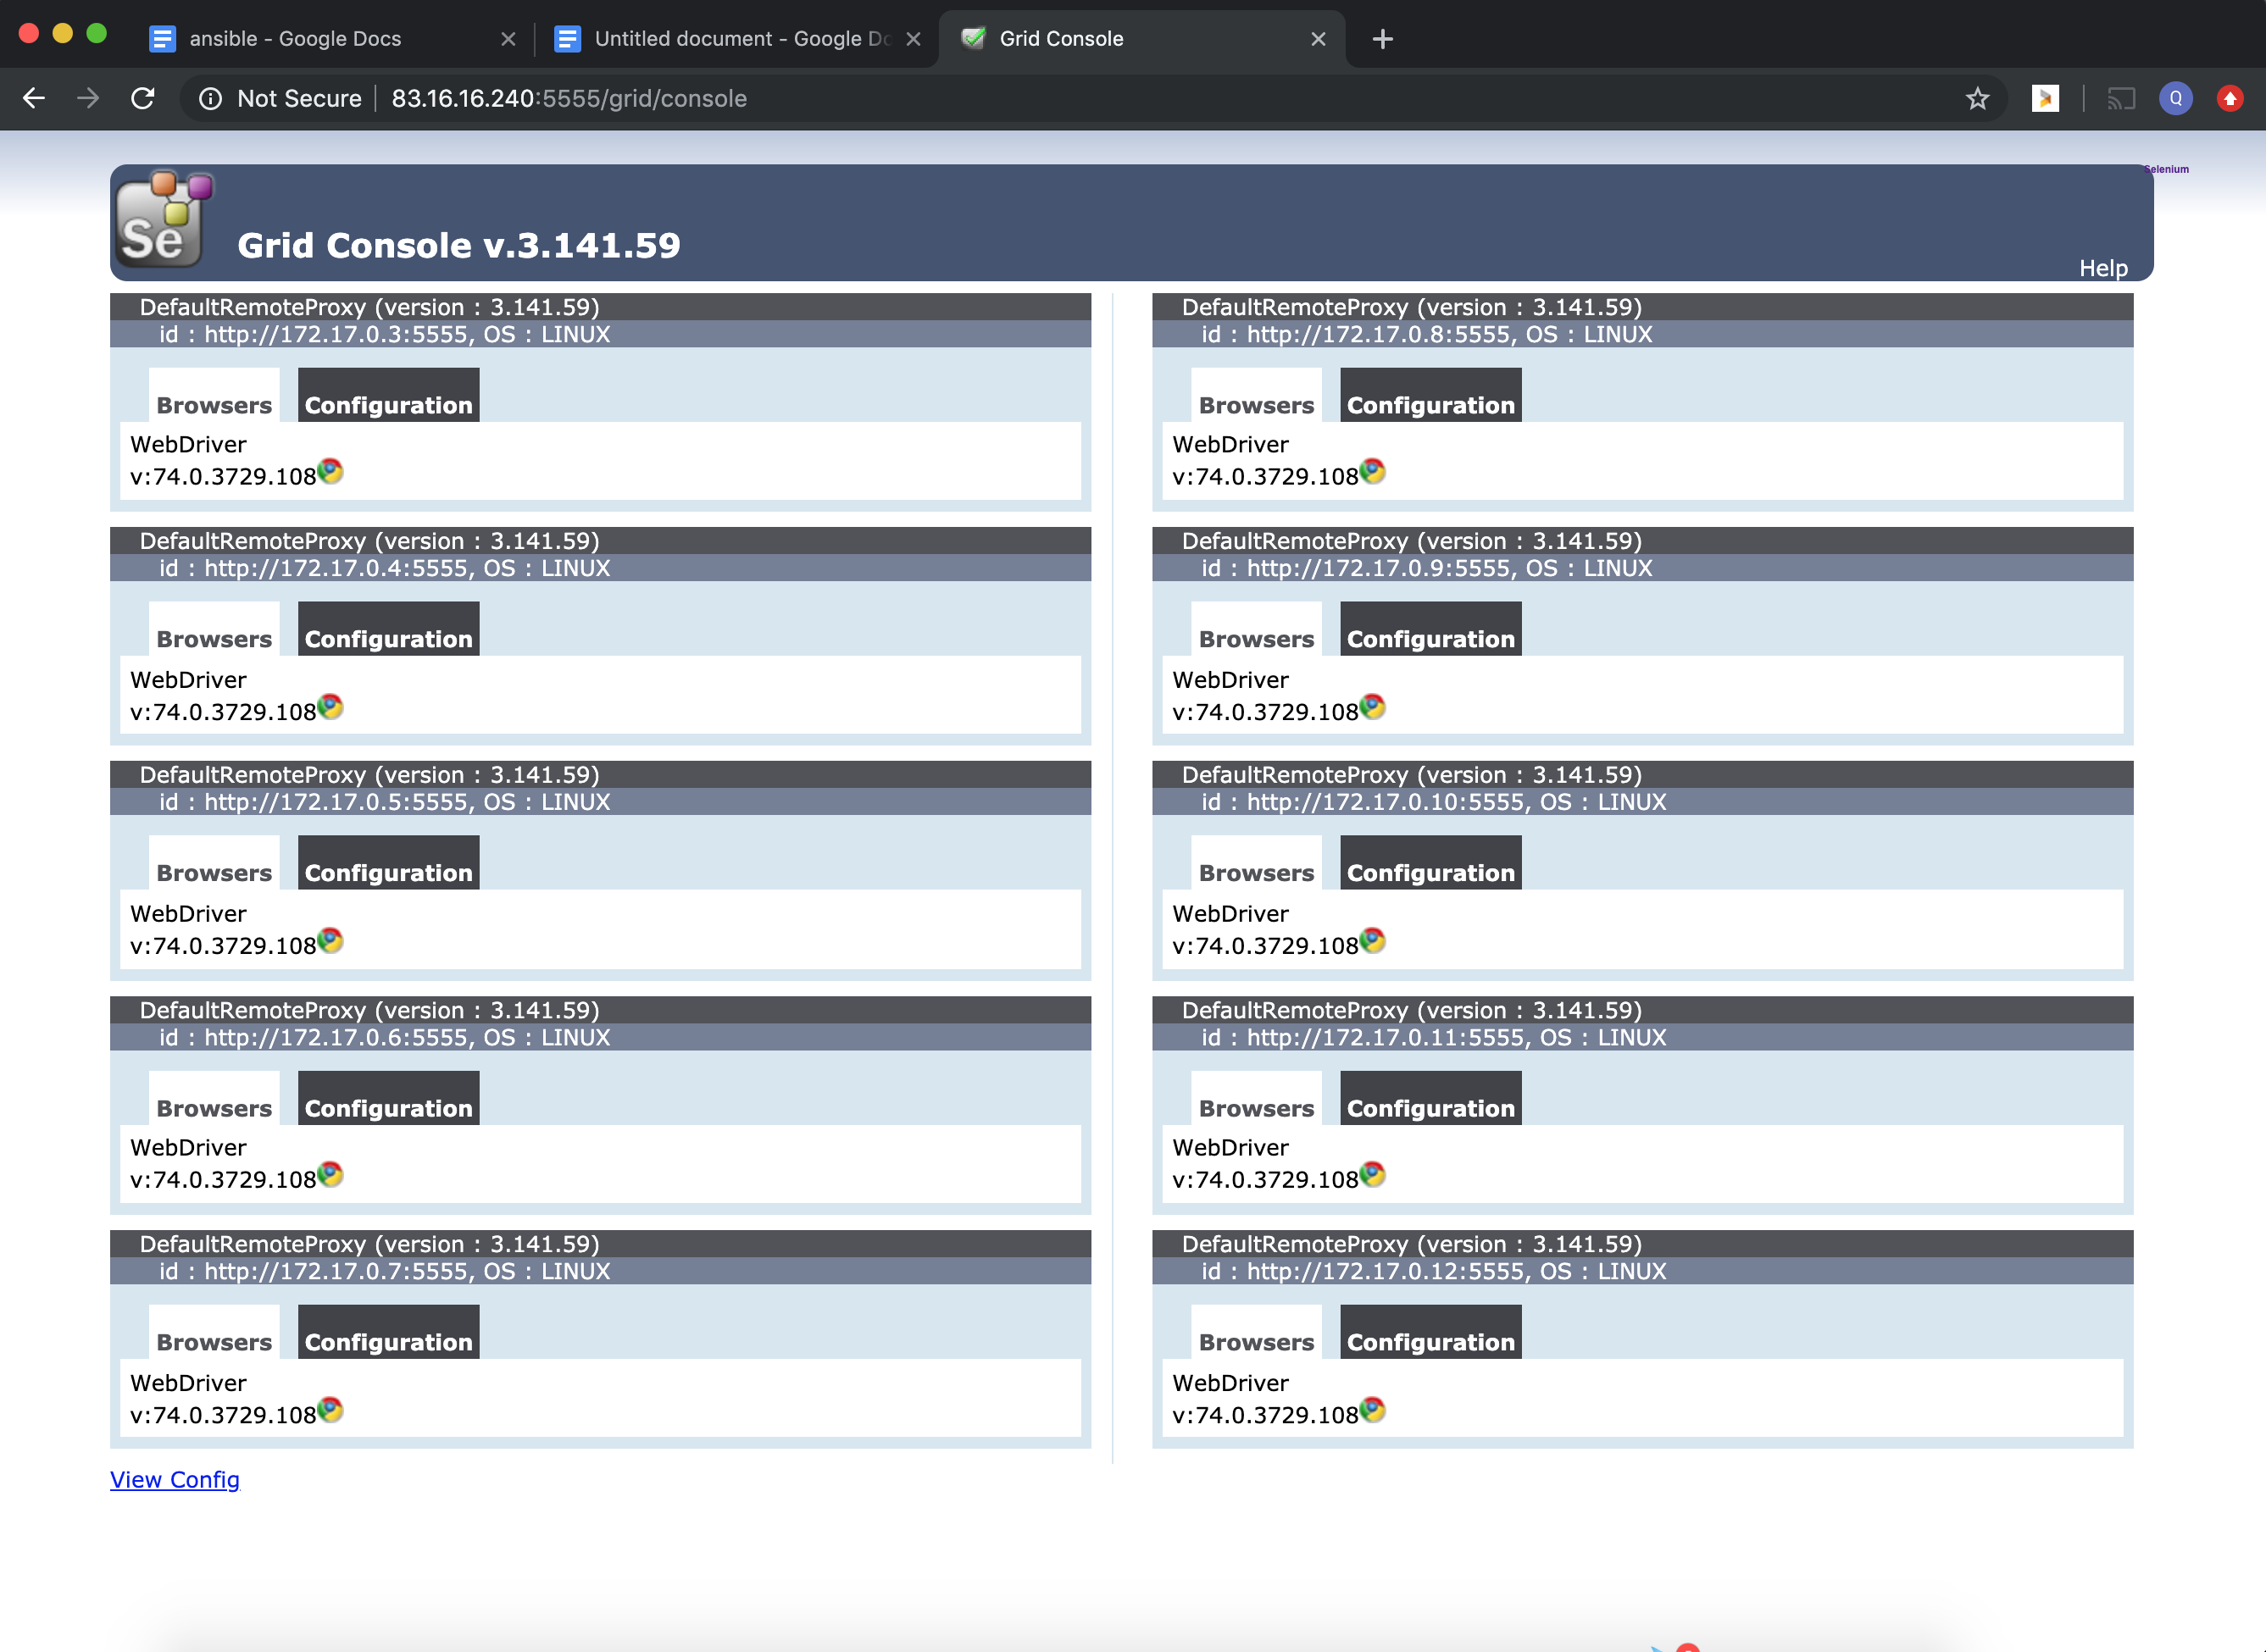 ansible - Google Docs
Untitled document - Google Do
Grid Console
Not Secure
83.16.16.240:5555/grid/console
Q
Selenium
Se
Grid Console v.3.141.59
Help
DefaultRemoteProxy (version : 3.141.59)
id : http://172.17.0.3:5555, OS : LINUX
Browsers
Configuration
WebDriver
v:74.0.3729.108
DefaultRemoteProxy (version : 3.141.59)
id : http://172.17.0.4:5555, OS : LINUX
Browsers
Configuration
WebDriver
v:74.0.3729.108
DefaultRemoteProxy (version : 3.141.59)
id : http://172.17.0.5:5555, OS : LINUX
Browsers
Configuration
WebDriver
v:74.0.3729.108
DefaultRemoteProxy (version : 3.141.59)
id : http://172.17.0.6:5555, OS : LINUX
Browsers
Configuration
WebDriver
v:74.0.3729.108
DefaultRemoteProxy (version : 3.141.59)
id : http://172.17.0.7:5555, OS : LINUX
Browsers
Configuration
WebDriver
v:74.0.3729.108
DefaultRemoteProxy (version : 3.141.59)
id : http://172.17.0.8:5555, OS : LINUX
Browsers
Configuration
WebDriver
v:74.0.3729.108
DefaultRemoteProxy (version : 3.141.59)
id : http://172.17.0.9:5555, OS : LINUX
Browsers
Configuration
WebDriver
v:74.0.3729.108
DefaultRemoteProxy (version : 3.141.59)
id : http://172.17.0.10:5555, OS : LINUX
Browsers
Configuration
WebDriver
v:74.0.3729.108
DefaultRemoteProxy (version : 3.141.59)
id : http://172.17.0.11:5555, OS : LINUX
Browsers
Configuration
WebDriver
v:74.0.3729.108
DefaultRemoteProxy (version : 3.141.59)
id : http://172.17.0.12:5555, OS : LINUX
Browsers
Configuration
WebDriver
v:74.0.3729.108
View Config